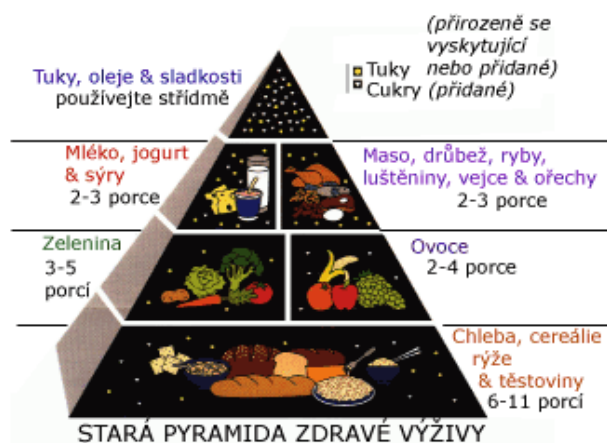 Tuky, oleje & sladkosti
používejte střídmě
Tuky
Cukry
(přirozeně se
vyskytující
nebo přidané)
(přidané)
Mléko, jogurt
& sýry
2-3 porce
Maso, drůbež, ryby,
luštěniny, vejce & ořechy
2-3 porce
Zelenina
3-5
porcí
Ovoce
2-4 porce
Chleba, cereálie
rýže
& těstoviny
6-11 porcí
STARÁ PYRAMIDA ZDRAVÉ VÝŽIVY